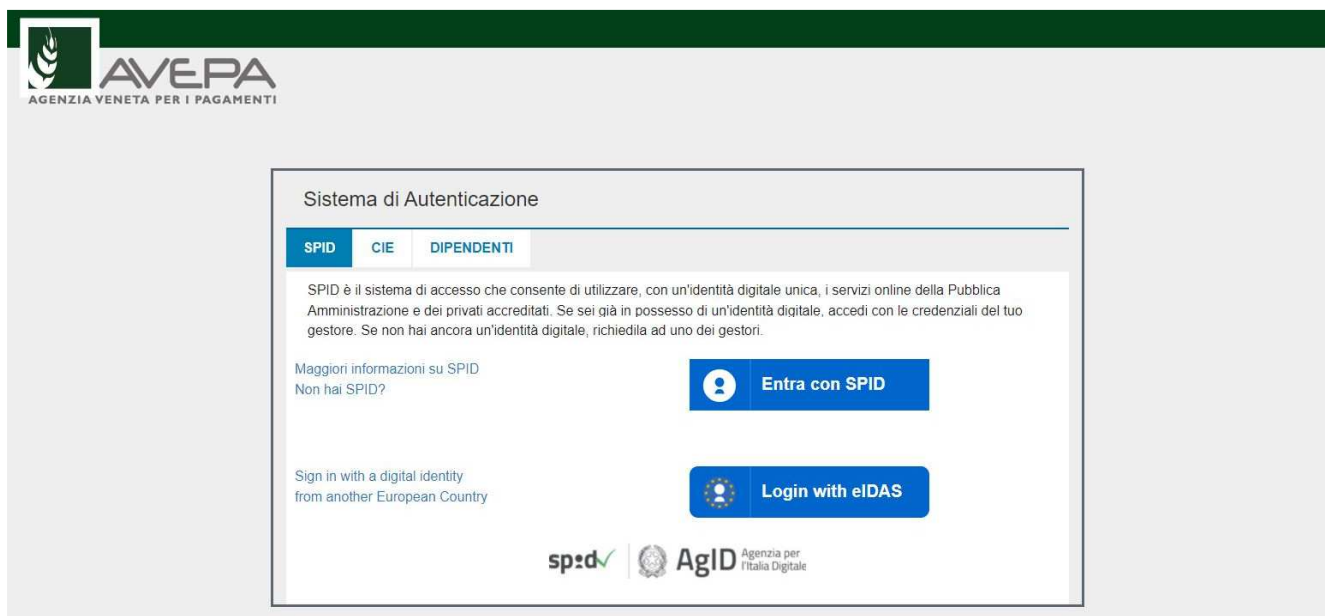 AVEPA
AGENZIA VENETA PER I PAGAMENTI
Sistema di Autenticazione
SPID CIE DIPENDENTI
SPID è il sistema di accesso che consente di utilizzare, con un'identità digitale unica, i servizi online della Pubblica
Amministrazione e dei privati accreditati. Se sei già in possesso di un'identità digitale, accedi con le credenziali del tuo
gestore. Se non hai ancora un'identità digitale, richiedila ad uno dei gestori.
Maggiori informazioni su SPID
Non hai SPID?
Entra con SPID
Sign in with a digital identity
from another European Country
Login with eIDAS
spid AgID Agenzia per
l'Italia Digitale